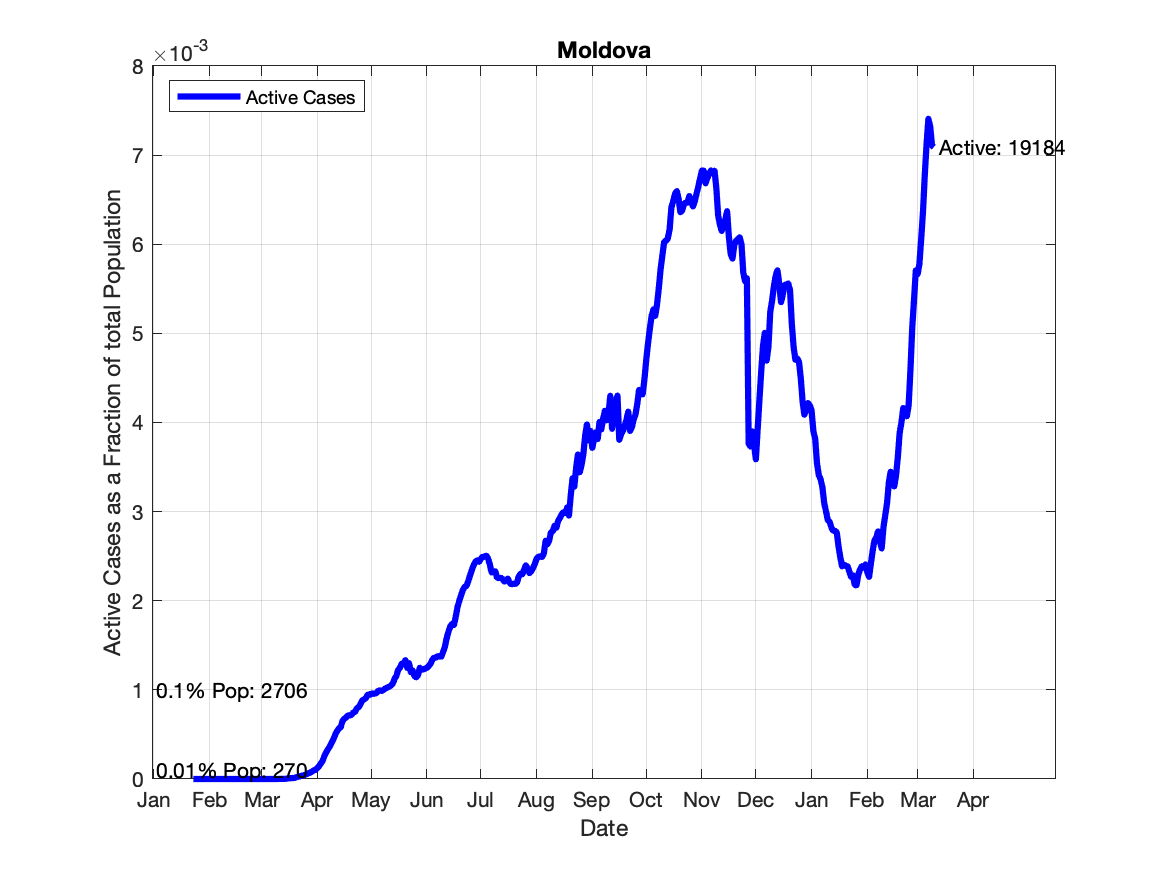 Moldova
×10-3
Active Cases
8
7
6
5
4
3
2
1
0
Active Cases as a Fraction of total Population
Active: 19184
0.1% Pop: 2706
0.01% Pop: 270
Jan Feb Mar Apr May Jun Jul Aug Sep Oct Nov Dec Jan Feb Mar Apr
Date